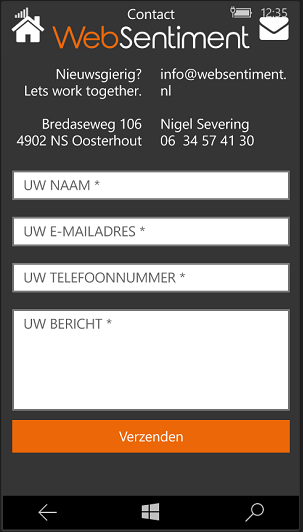 Contact
12:35
WebSentiment
Nieuwsgierig?
Lets work together.
info@websentiment.
nl
Bredaseweg 106
4902 NS Oosterhout
Nigel Severing
06 34 57 41 30
UW NAAM *
UW E-MAILADRES *
UW TELEFOONNUMMER *
UW BERICHT *
Verzenden